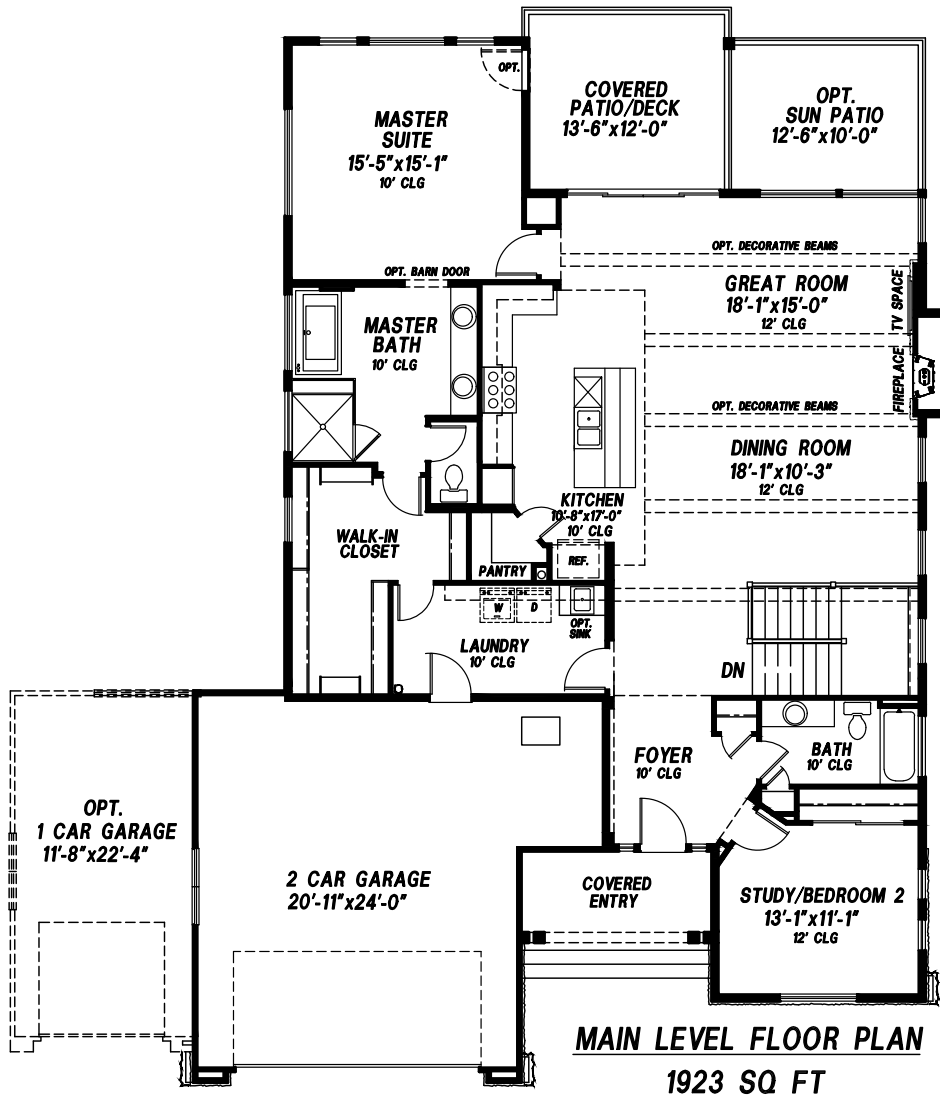 OPT.
COVERED
PATIO/DECK
13'-6"x12'-0"
OPT.
SUN PATIO
12'-6"x10'-0"
MASTER
SUITE
15'-5"x15'-1"
10' CLG
OPT. DECORATIVE BEAMS
OPT. BARN DOOR
GREAT ROOM
18'-1"x15'-0"
12' CLG
TV SPACE
FIREPLACE
MASTER
BATH
10' CLG
OPT. DECORATIVE BEAMS
DINING ROOM
18'-1"x10'-3"
12' CLG
KITCHEN
10'-8"x17'-0"
10' CLG
WALK-IN
CLOSET
PANTRY
REF.
W
D
OPT.
SINK
LAUNDRY
10' CLG
DN
FOYER
10' CLG
BATH
10' CLG
OPT.
1 CAR GARAGE
11'-8"x22'-4"
2 CAR GARAGE
20'-11"x24'-0"
COVERED
ENTRY
STUDY/BEDROOM 2
13'-1"x11'-1"
12' CLG
MAIN LEVEL FLOOR PLAN
1923 SQ FT